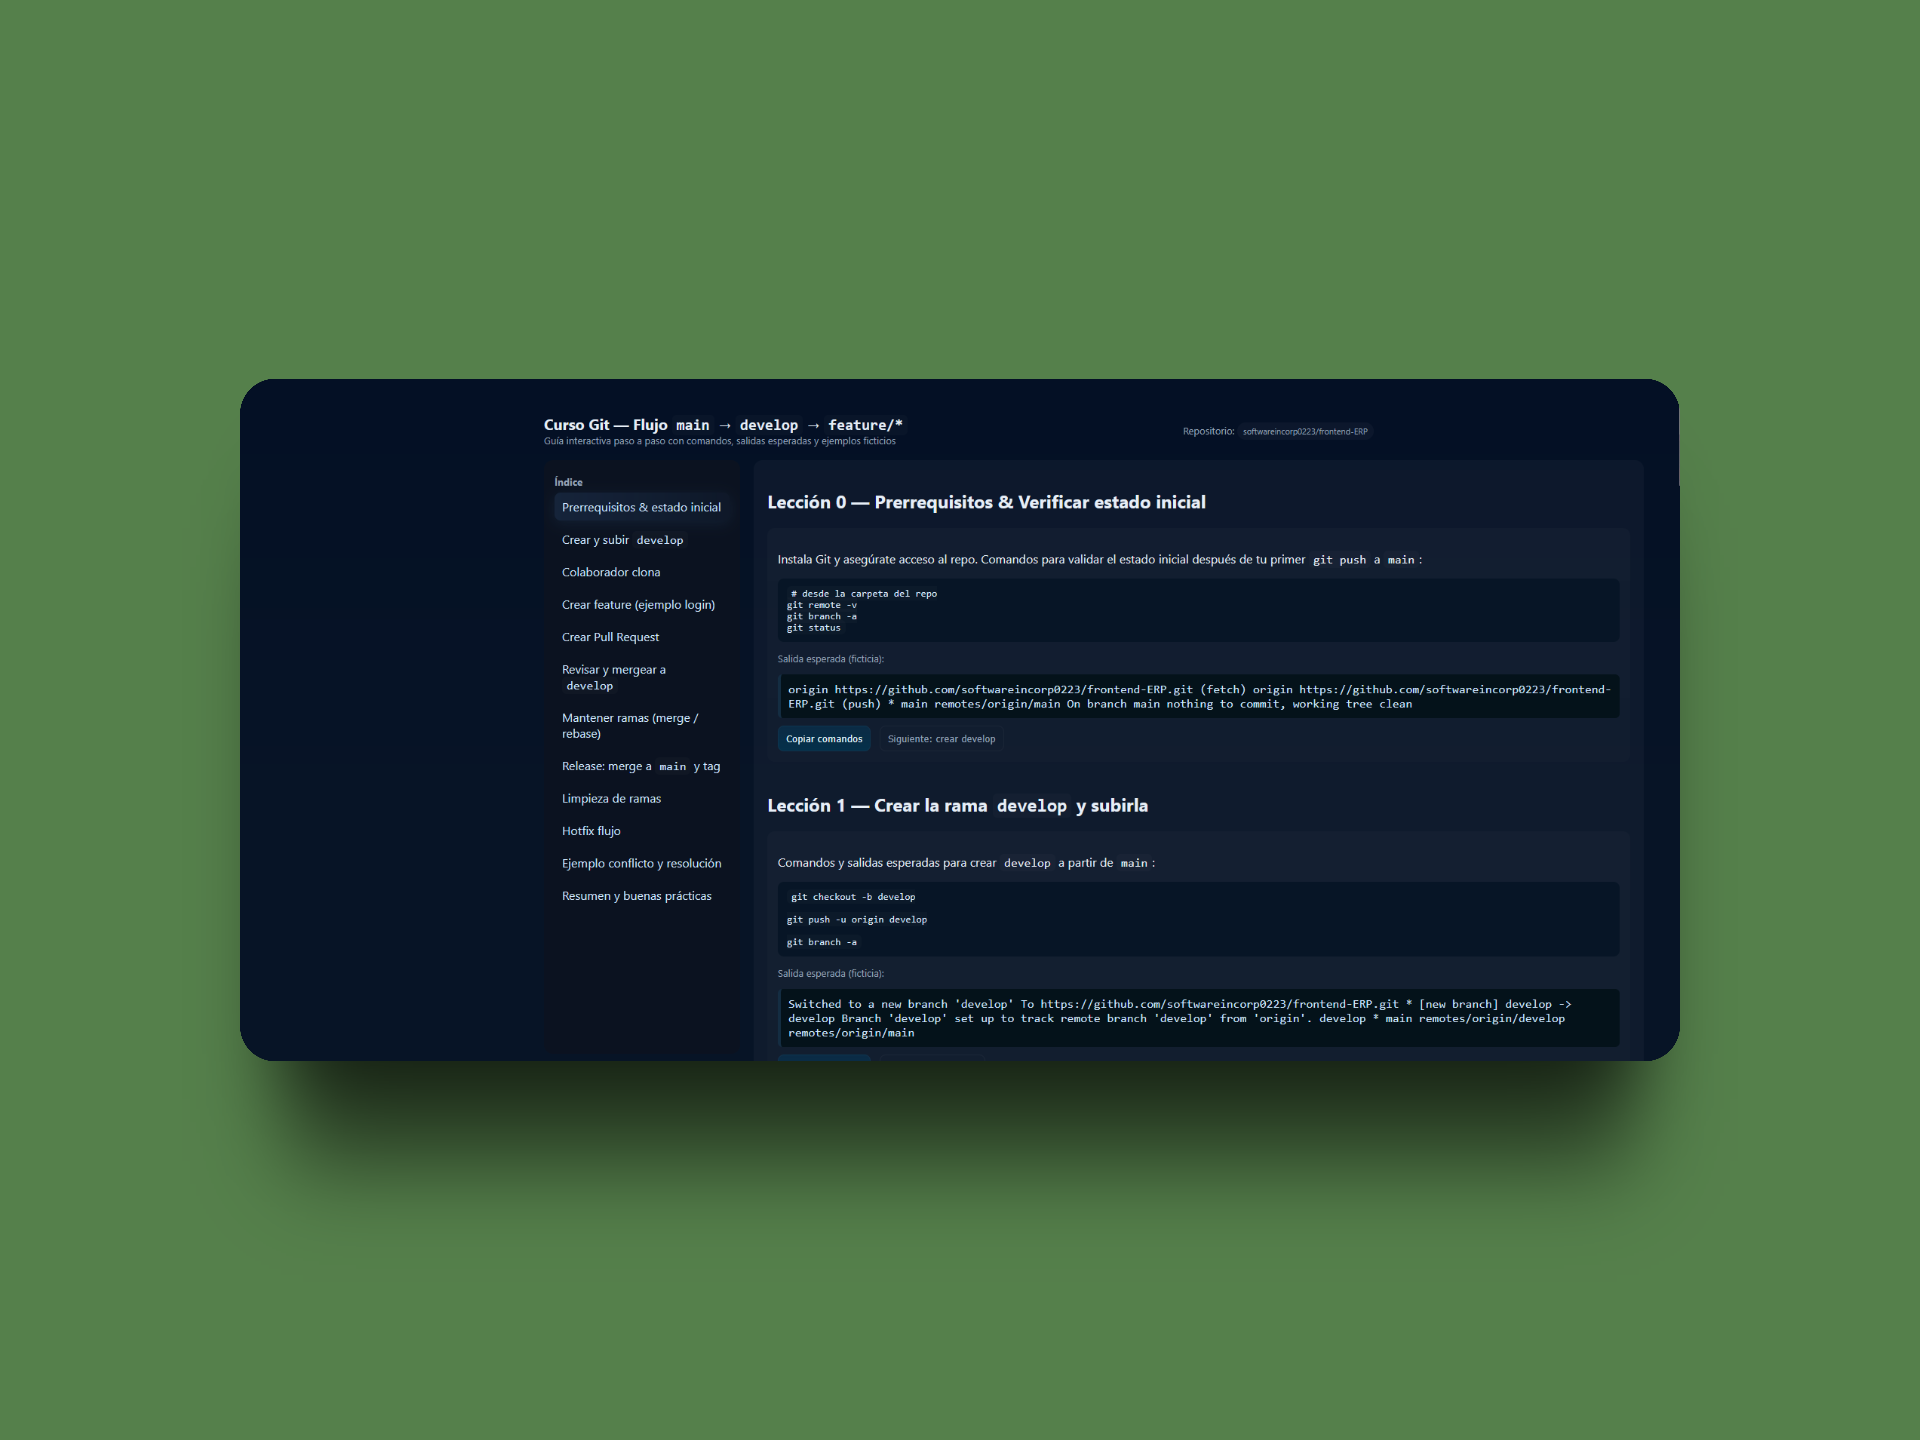 Curso Git — Flujo main → develop → feature/*
Guía interactiva paso a paso con comandos, salidas esperadas y ejemplos ficticios
Repositorio: softwareincorp0223/frontend-ERP
Índice
Prerrequisitos & estado inicial
Crear y subir develop
Colaborador clona
Crear feature (ejemplo login)
Crear Pull Request
Revisar y mergear a
develop
Mantener ramas (merge /
rebase)
Release: merge a main y tag
Limpieza de ramas
Hotfix flujo
Ejemplo conflicto y resolución
Resumen y buenas prácticas
Lección 0 — Prerrequisitos & Verificar estado inicial
Instala Git y asegúrate acceso al repo. Comandos para validar el estado inicial después de tu primer git push a main :
# desde la carpeta del repo
git remote -v
git branch -a
git status
Salida esperada (ficticia):
origin https://github.com/softwareincorp0223/frontend-ERP.git (fetch) origin https://github.com/softwareincorp0223/frontend-
ERP.git (push) * main remotes/origin/main On branch main nothing to commit, working tree clean
Copiar comandos
Siguiente: crear develop
Lección 1 — Crear la rama develop y subirla
Comandos y salidas esperadas para crear develop a partir de main :
git checkout -b develop
git push -u origin develop
git branch -a
Salida esperada (ficticia):
Switched to a new branch 'develop' To https://github.com/softwareincorp0223/frontend-ERP.git * [new branch] develop ->
develop Branch 'develop' set up to track remote branch 'develop' from 'origin'. develop * main remotes/origin/develop
remotes/origin/main